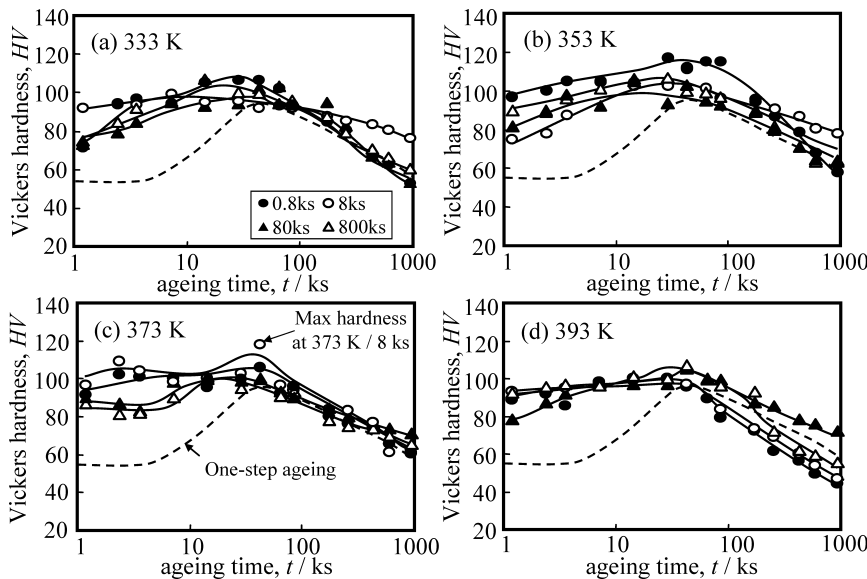 (a) 333 K
Vickers hardness, HV
140
120
100
80
60
40
20
0.8ks 8ks
80ks 800ks
1 10 100 1000
ageing time, t / ks
(b) 353 K
Vickers hardness, HV
140
120
100
80
60
40
20
1 10 100 1000
ageing time, t / ks
(c) 373 K
Max hardness
at 373 K / 8 ks
One-step ageing
Vickers hardness, HV
140
120
100
80
60
40
20
1 10 100 1000
ageing time, t / ks
(d) 393 K
Vickers hardness, HV
140
120
100
80
60
40
20
1 10 100 1000
ageing time, t / ks